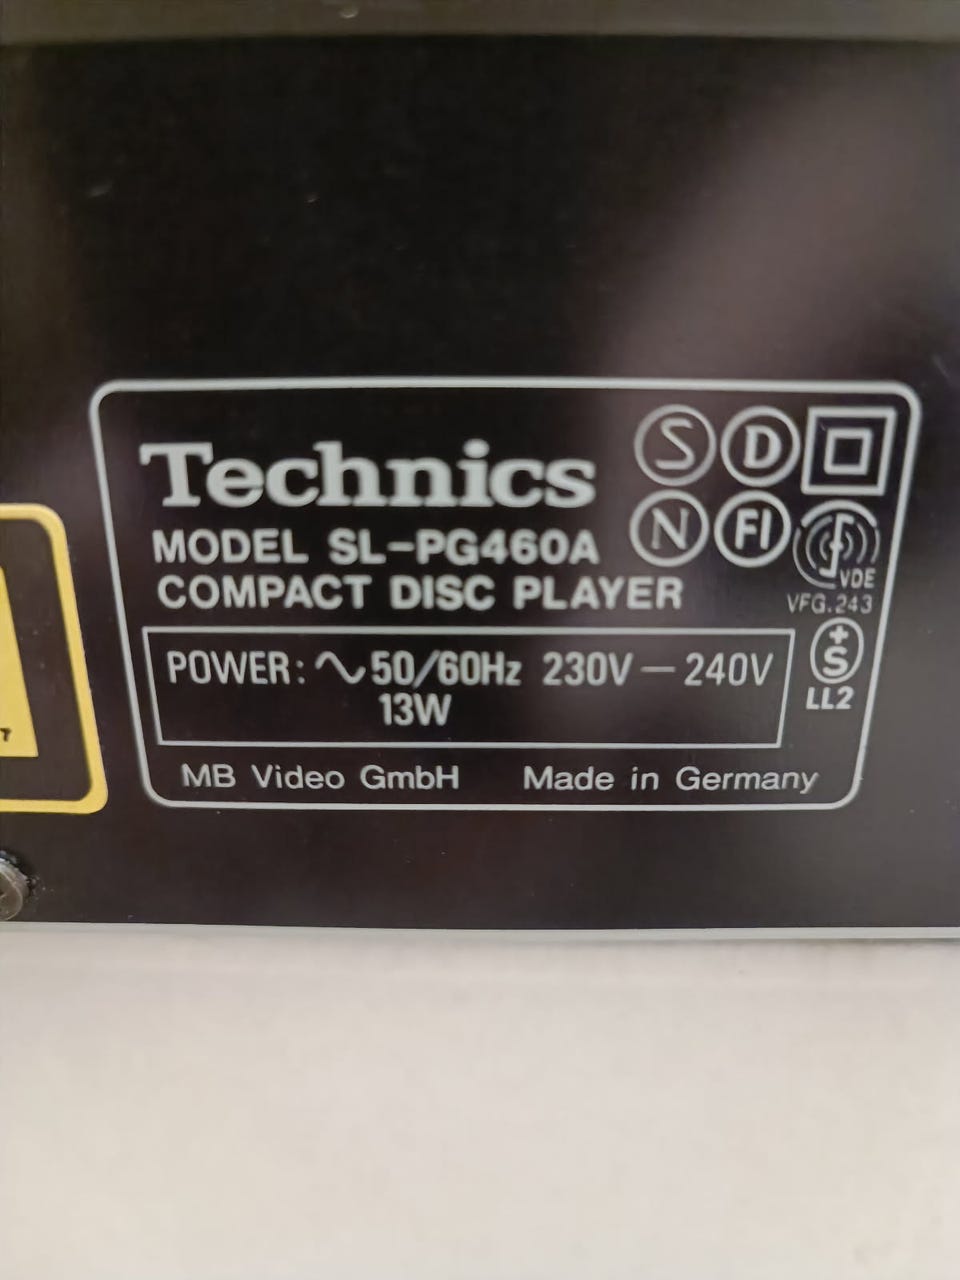 Technics
MODEL SL-PG460A
COMPACT DISC PLAYER
S D
N FI
VDE
VFG.243
+S
LL2
POWER: ∿50/60Hz 230V — 240V
13W
MB Video GmbH Made in Germany